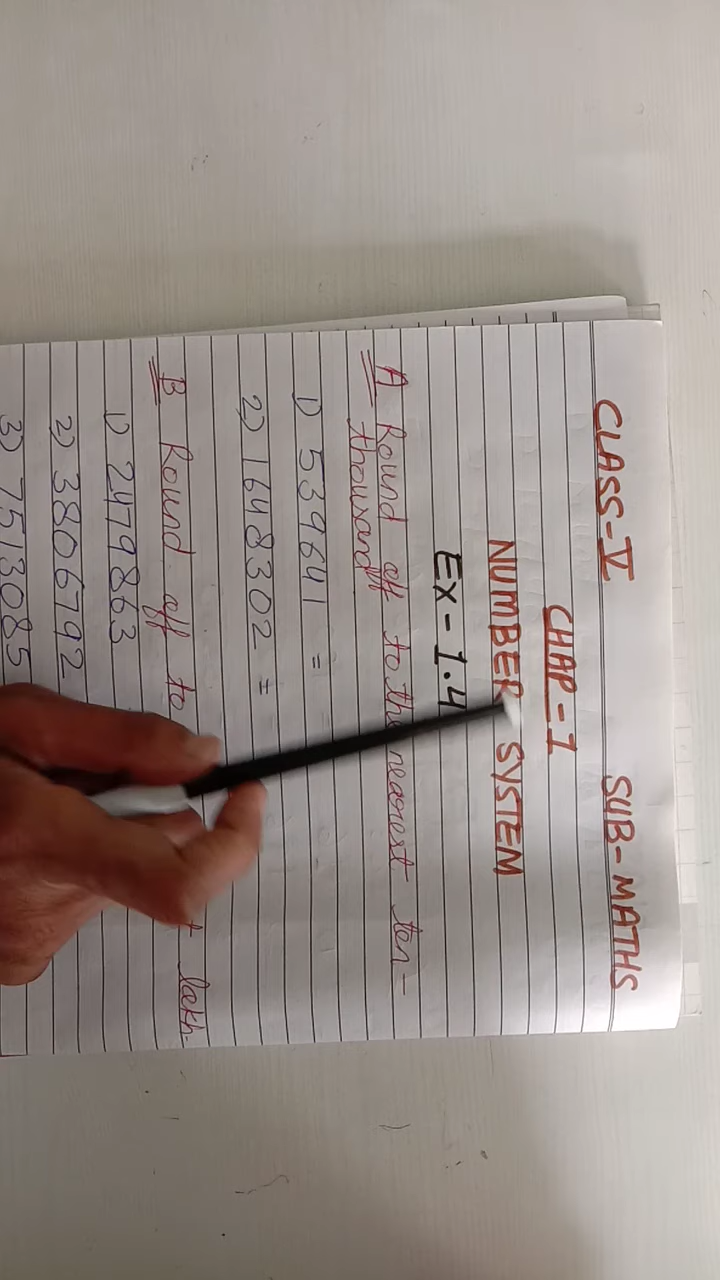 CLASS-V SUB-MATHS
CHAP-1
NUMBER SYSTEM
Ex-1.4
A Round off to the nearest ten-
thousand
1) 539641 =
2) 1648302 =
B Round off to lakh.
1) 2479863
2) 3806792
3) 7513085